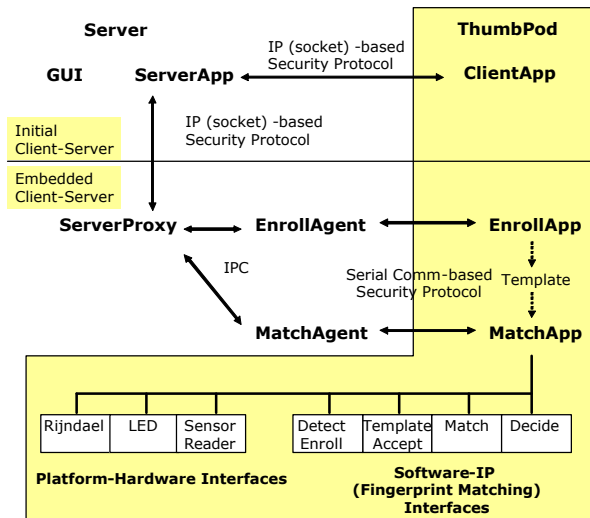 Server
ThumbPod
IP (socket) -based
Security Protocol
GUI
ServerApp
ClientApp
Initial
Client-Server
IP (socket) -based
Security Protocol
Embedded
Client-Server
ServerProxy
EnrollAgent
EnrollApp
IPC
Serial Comm-based
Security Protocol
Template
MatchAgent
MatchApp
Rijndael
LED
Sensor
Reader
Detect
Enroll
Template
Accept
Match
Decide
Platform-Hardware Interfaces
Software-IP
(Fingerprint Matching)
Interfaces